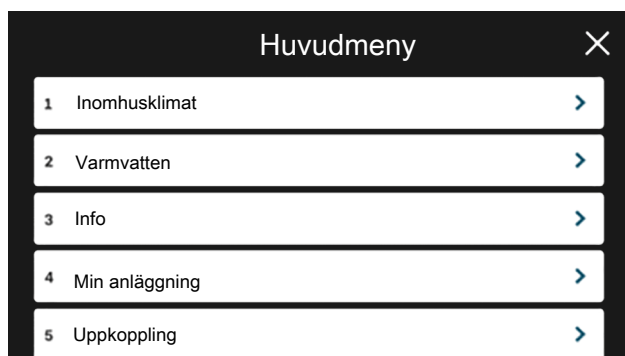 Huvudmeny
1 Inomhusklimat
2 Varmvatten
3 Info
4 Min anläggning
5 Uppkoppling